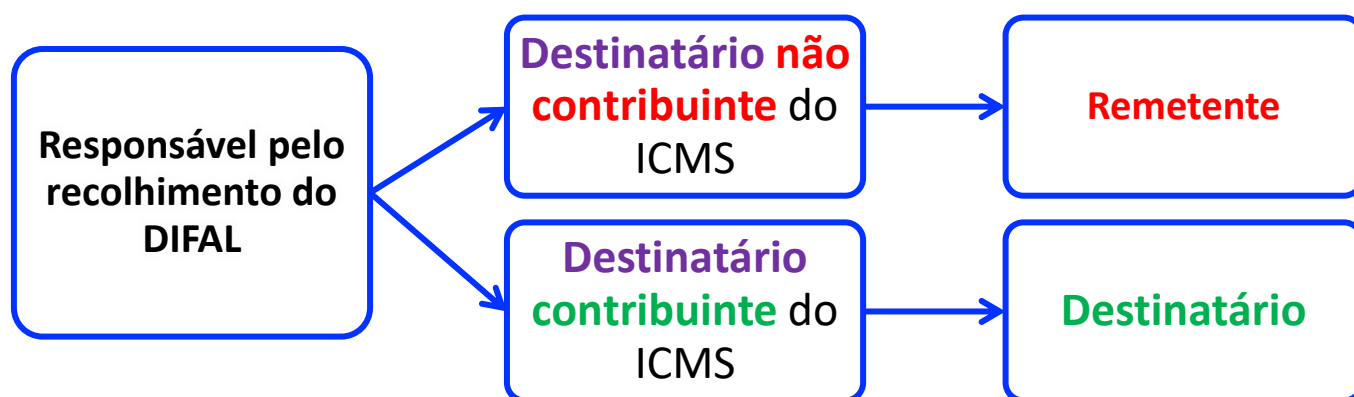 Responsável pelo
recolhimento do
DIFAL
Destinatário não
contribuinte do
ICMS
Remetente
Destinatário
contribuinte do
ICMS
Destinatário